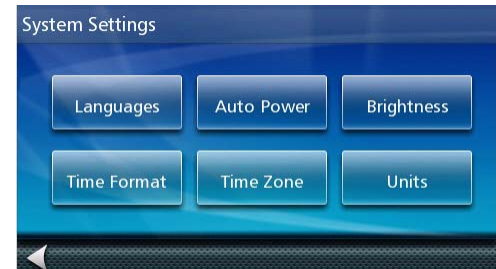 System Settings
Languages Auto Power Brightness
Time Format Time Zone Units